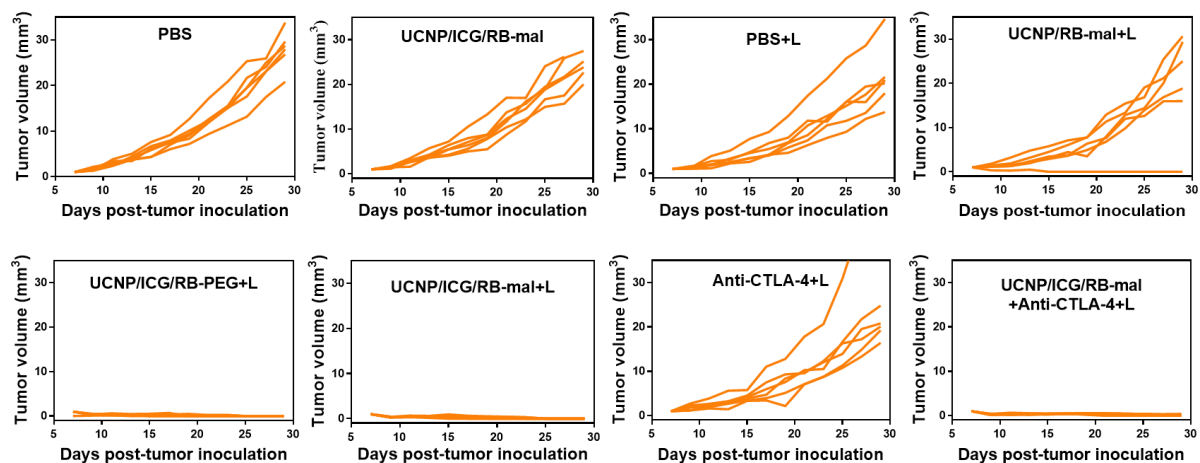 PBS
Tumor volume (mm³)
30
20
10
0
5 10 15 20 25 30
Days post-tumor inoculation
UCNP/ICG/RB-mal
Tumor volume (mm³)
30
20
10
0
5 10 15 20 25 30
Days post-tumor inoculation
PBS+L
Tumor volume (mm³)
30
20
10
0
5 10 15 20 25 30
Days post-tumor inoculation
UCNP/RB-mal+L
Tumor volume (mm³)
30
20
10
0
5 10 15 20 25 30
Days post-tumor inoculation
UCNP/ICG/RB-PEG+L
Tumor volume (mm³)
30
20
10
0
5 10 15 20 25 30
Days post-tumor inoculation
UCNP/ICG/RB-mal+L
Tumor volume (mm³)
30
20
10
0
5 10 15 20 25 30
Days post-tumor inoculation
Anti-CTLA-4+L
Tumor volume (mm³)
30
20
10
0
5 10 15 20 25 30
Days post-tumor inoculation
UCNP/ICG/RB-mal
+Anti-CTLA-4+L
Tumor volume (mm³)
30
20
10
0
5 10 15 20 25 30
Days post-tumor inoculation